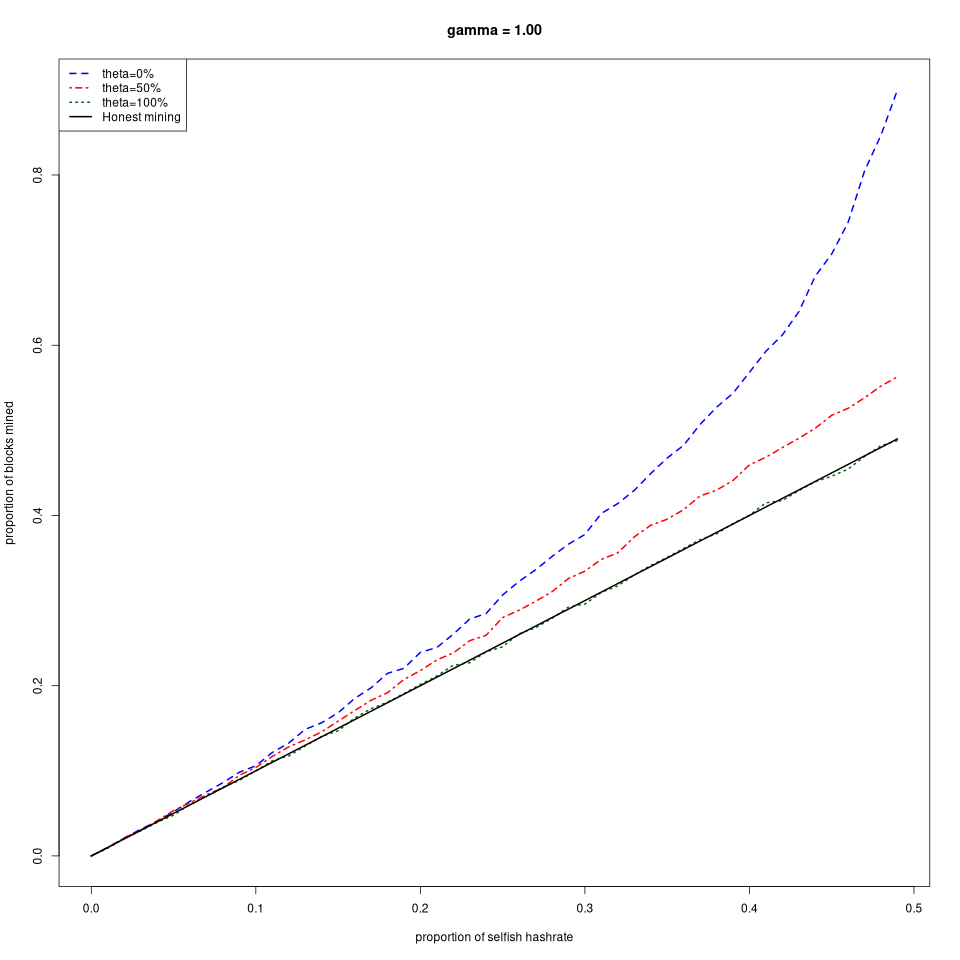 gamma = 1.00
theta=0%
theta=50%
theta=100%
Honest mining
proportion of blocks mined
0.8
0.6
0.4
0.2
0.0
0.0 0.1 0.2 0.3 0.4 0.5
proportion of selfish hashrate